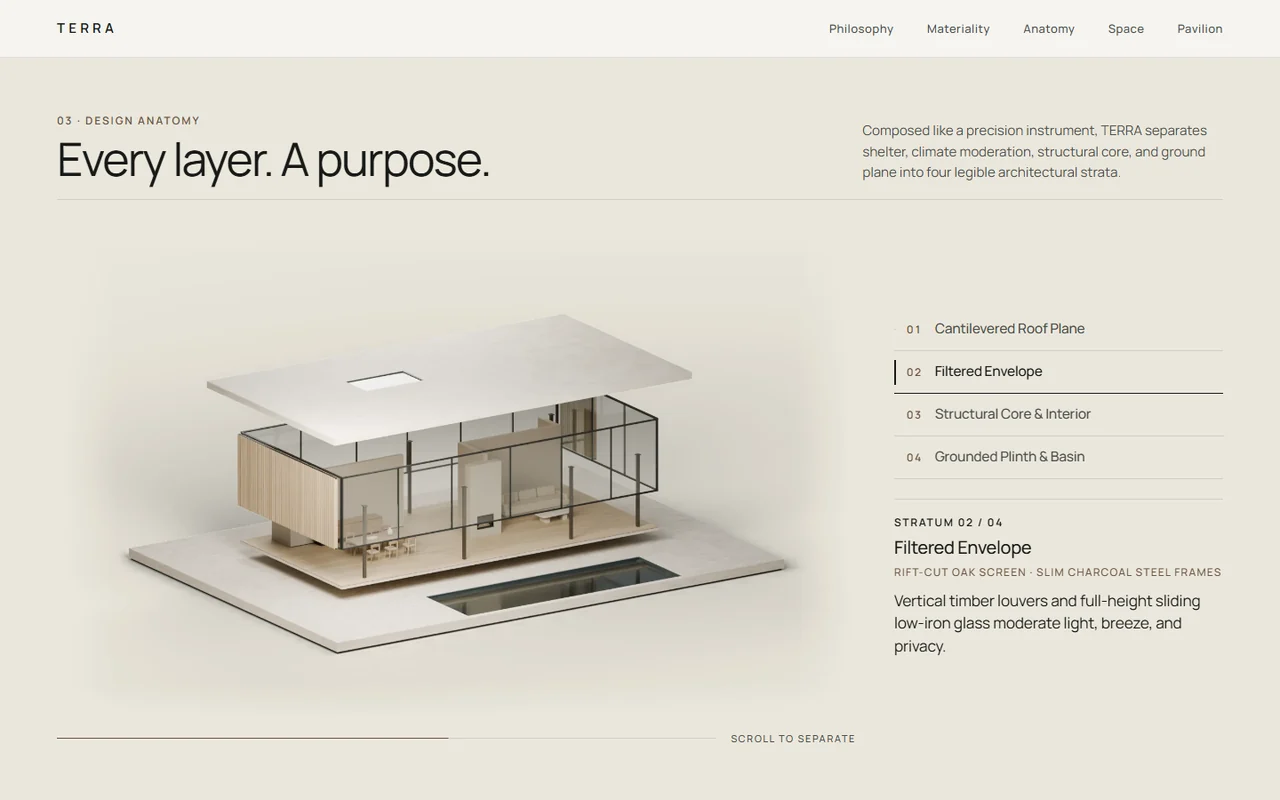 TERRA
Philosophy Materiality Anatomy Space Pavilion
03 · DESIGN ANATOMY
Every layer. A purpose.
Composed like a precision instrument, TERRA separates
shelter, climate moderation, structural core, and ground
plane into four legible architectural strata.
01 Cantilevered Roof Plane
02 Filtered Envelope
03 Structural Core & Interior
04 Grounded Plinth & Basin
STRATUM 02 / 04
Filtered Envelope
RIFT-CUT OAK SCREEN · SLIM CHARCOAL STEEL FRAMES
Vertical timber louvers and full-height sliding
low-iron glass moderate light, breeze, and
privacy.
SCROLL TO SEPARATE